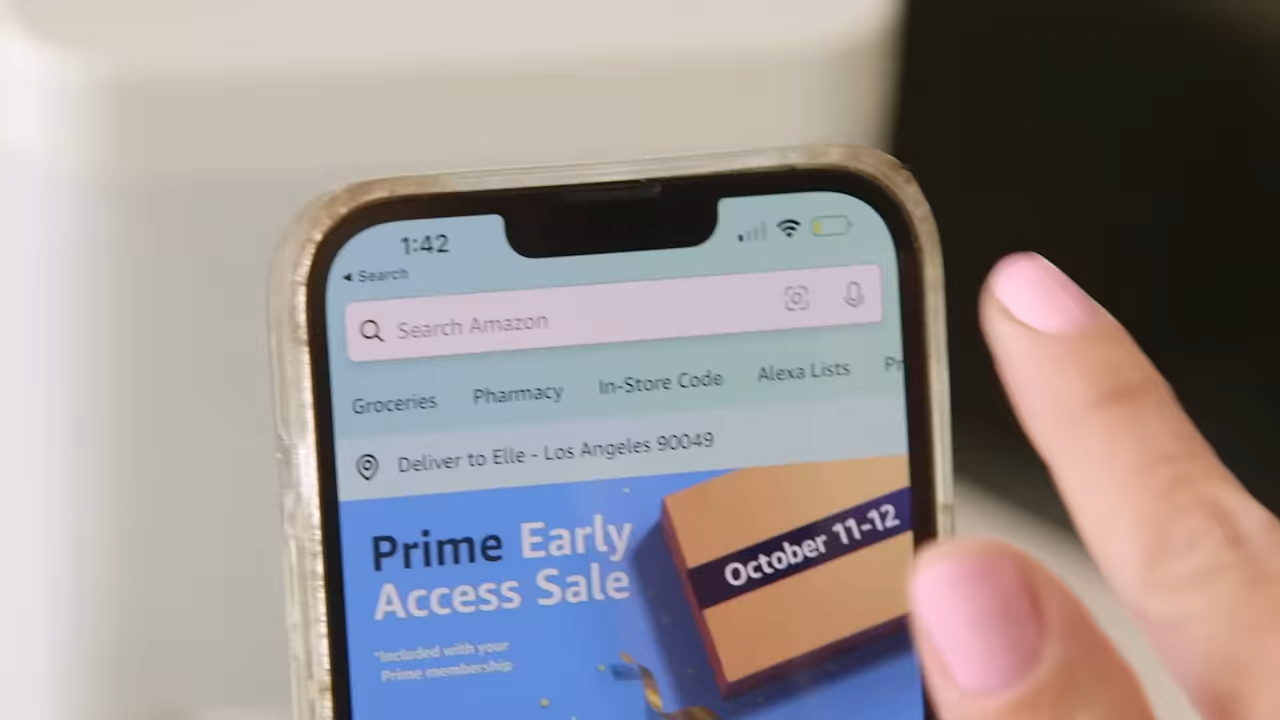 1:42
◀ Search
Search Amazon
Groceries Pharmacy In-Store Code Alexa Lists
Deliver to Elle - Los Angeles 90049
Prime Early
Access Sale
October 11-12
*Included with your
Prime membership